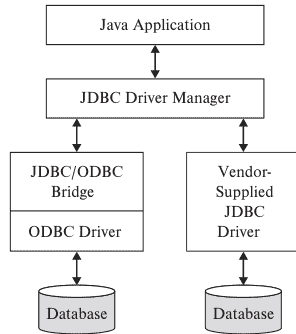 Java Application
JDBC Driver Manager
JDBC/ODBC
Bridge
ODBC Driver
Vendor-
Supplied
JDBC
Driver
Database
Database